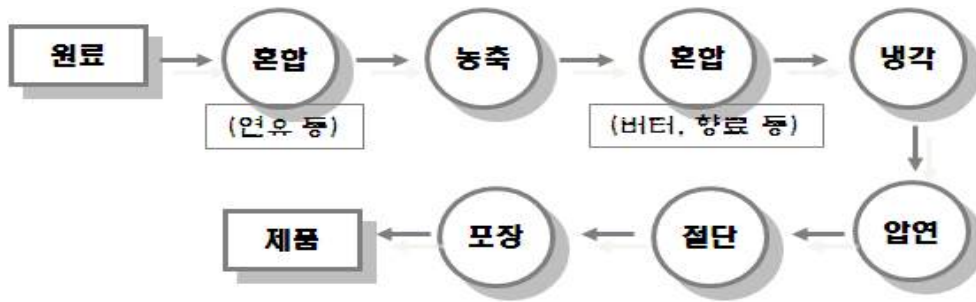 원료
혼합
농축
혼합
냉각
(연유 등)
(버터, 향료 등)
압연
절단
포장
제품